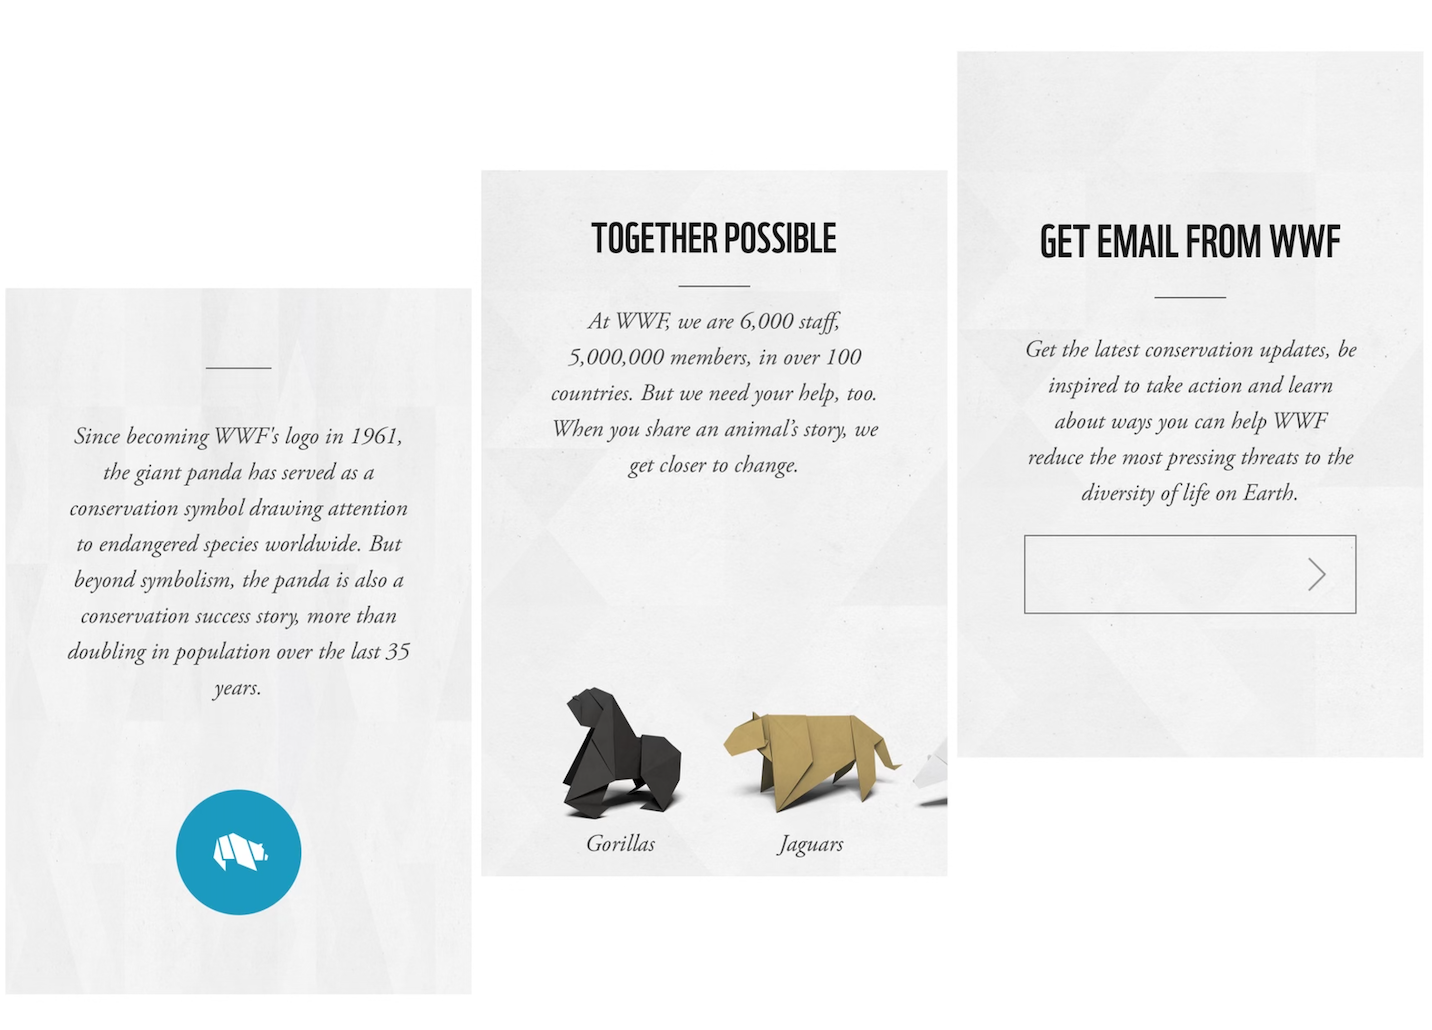 Since becoming WWF's logo in 1961,
the giant panda has served as a
conservation symbol drawing attention
to endangered species worldwide. But
beyond symbolism, the panda is also a
conservation success story, more than
doubling in population over the last 35
years.
TOGETHER POSSIBLE
At WWF, we are 6,000 staff,
5,000,000 members, in over 100
countries. But we need your help, too.
When you share an animal’s story, we
get closer to change.
Gorillas
Jaguars
GET EMAIL FROM WWF
Get the latest conservation updates, be
inspired to take action and learn
about ways you can help WWF
reduce the most pressing threats to the
diversity of life on Earth.